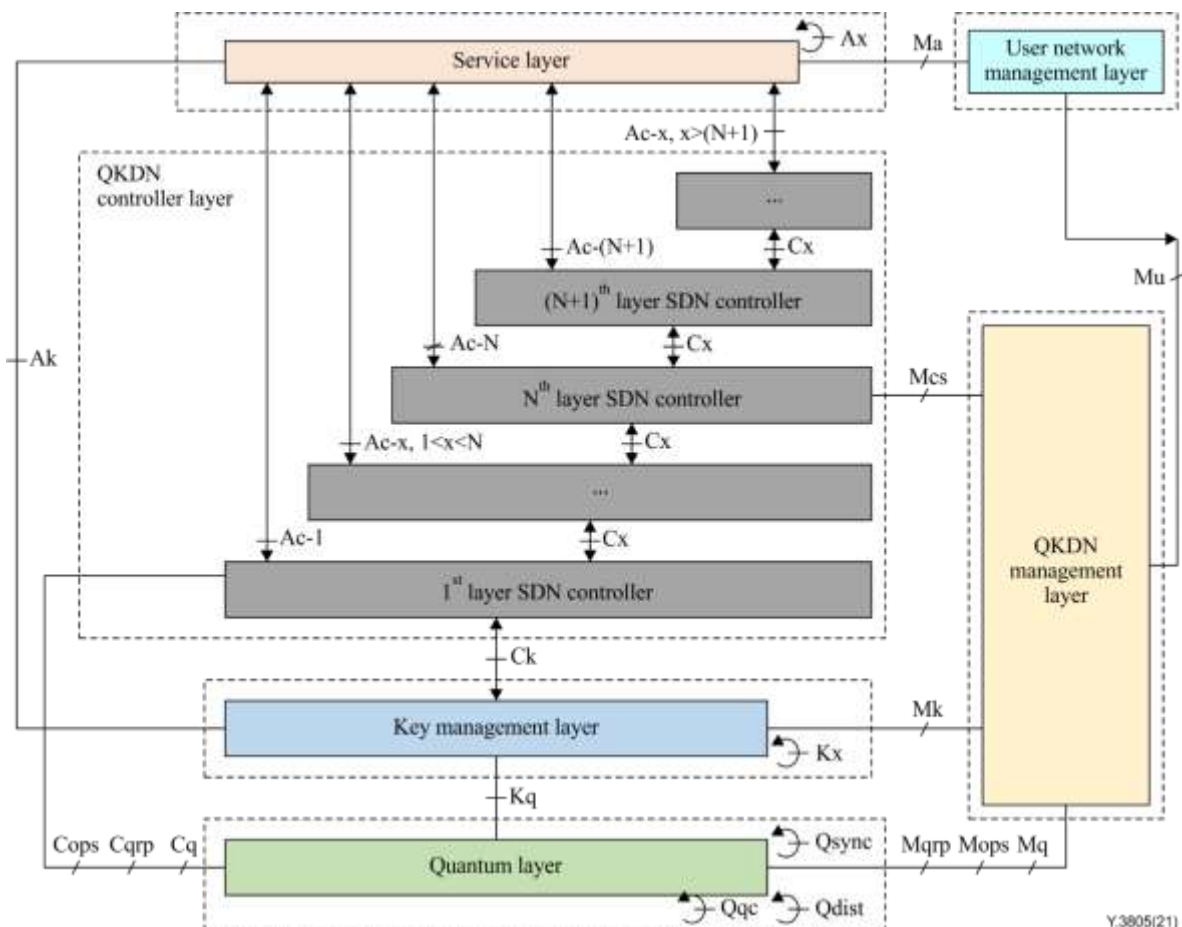 Ax
Ma
Service layer
User network
management layer
Ac-x, x>(N+1)
QKDN
controller layer
...
Ac-(N+1)
Cx
Mu
(N+1)th layer SDN controller
Ac-N
Cx
Ak
Mcs
Nth layer SDN controller
Ac-x, 1<x<N
Cx
...
Ac-1
Cx
QKDN
management
layer
1st layer SDN controller
Ck
Key management layer
Mk
Kx
Kq
Cops Cqrp Cq
Qsync
Mqrp Mops Mq
Quantum layer
Qqc
Qdist
Y.3805(21)